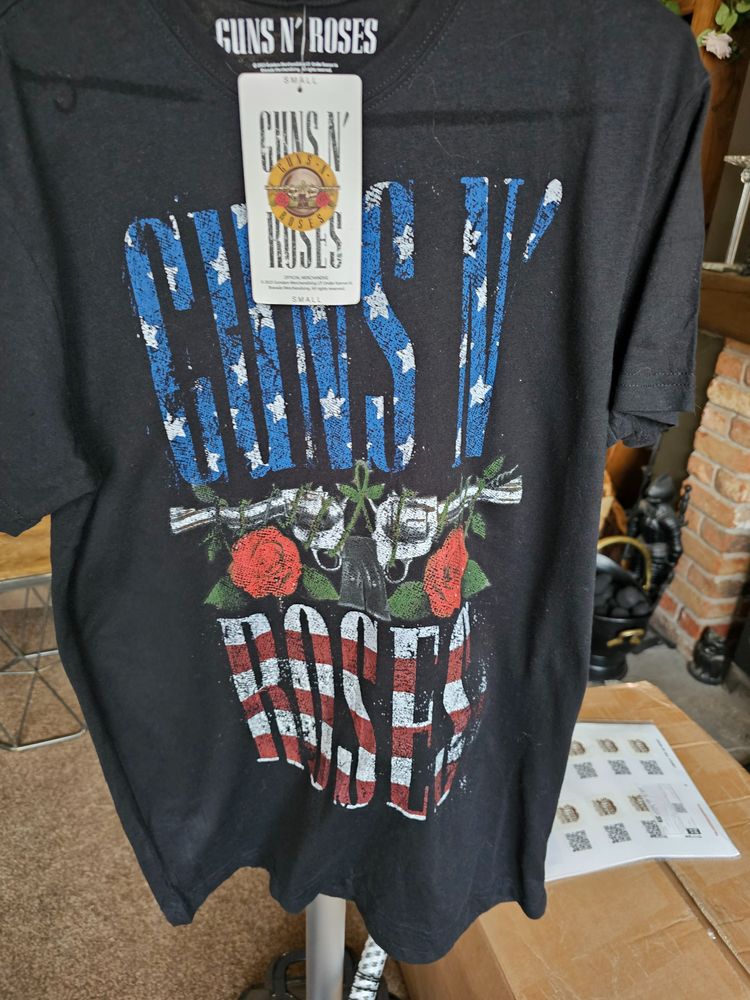 GUNS N' ROSES
SMALL
GUNS N'
GUNS N'
ROSES
ROSES
OFFICIAL MERCHANDISE
SMALL
GUNS N'
ROSES